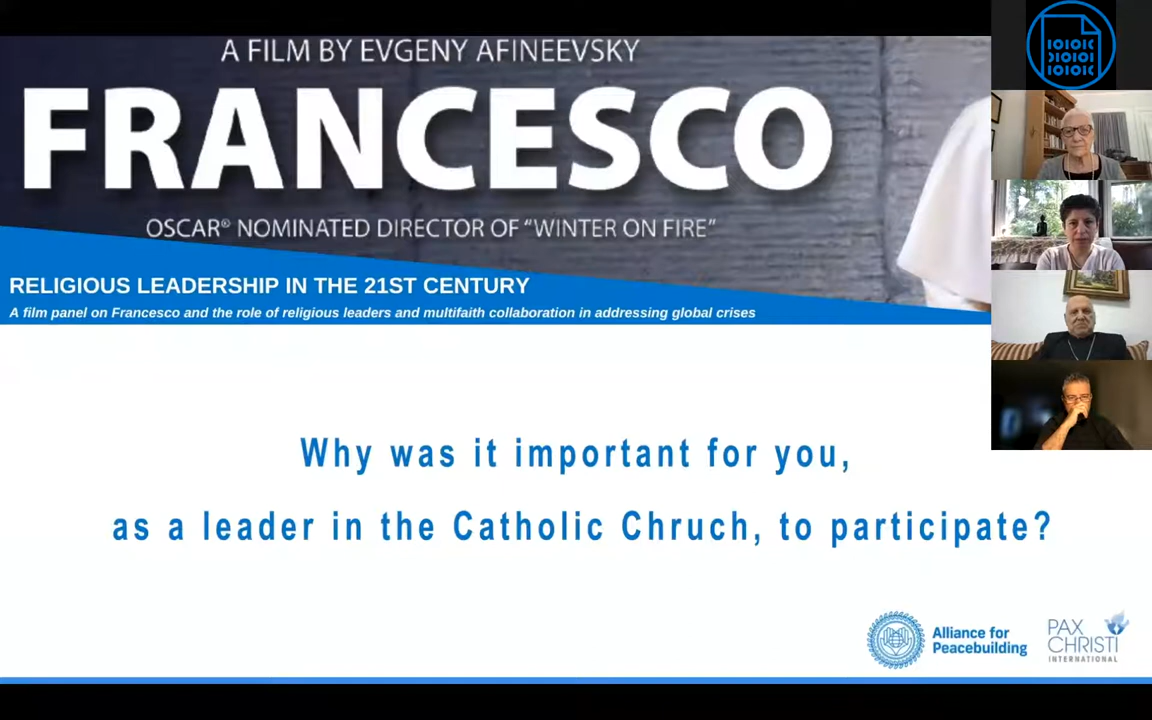 A FILM BY EVGENY AFINEEVSKY
FRANCESCO
OSCAR® NOMINATED DIRECTOR OF “WINTER ON FIRE”
RELIGIOUS LEADERSHIP IN THE 21ST CENTURY
A film panel on Francesco and the role of religious leaders and multifaith collaboration in addressing global crises
Why was it important for you,
as a leader in the Catholic Chruch, to participate?
Alliance for
Peacebuilding
PAX
CHRISTI
INTERNATIONAL